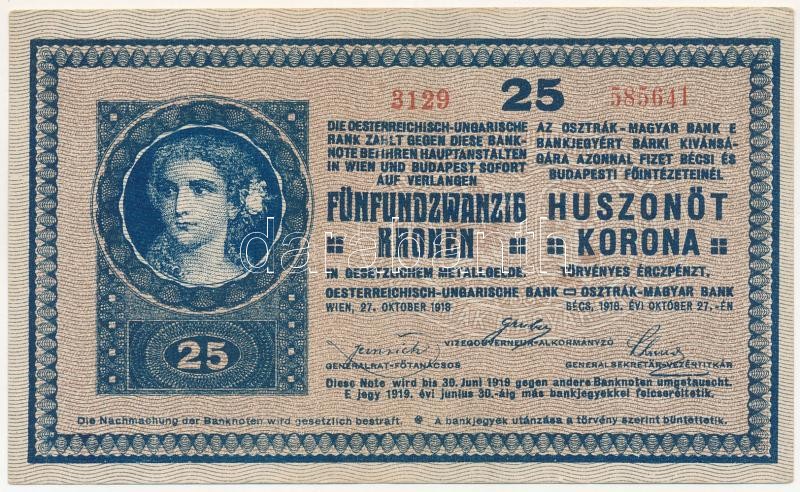 3129 25 585641
DIE OESTERREICHISCH-UNGARISCHE
BANK ZAHLT GEGEN DIESE BANK-
NOTE BEI IHREN HAUPTANSTALTEN
IN WIEN UND BUDAPEST SOFORT
AUF VERLANGEN
FÜNFUNDZWANZIG
KRONEN
IN GESETZLICHEM METALLGELDE.
AZ OSZTRÁK-MAGYAR BANK E
BANKJEGYÉRT BÁRKI KIVÁNSÁ-
GÁRA AZONNAL FIZET BÉCSI ÉS
BUDAPESTI FŐINTÉZETEINÉL
HUSZONÖT
KORONA
TÖRVÉNYES ÉRCZPÉNZT.
OESTERREICHISCH-UNGARISCHE BANK OSZTRÁK-MAGYAR BANK
WIEN, 27. OKTOBER 1918 BÉCS, 1918. ÉVI OKTÓBER 27.-ÉN
Gruber
VIZEGOUVERNEUR-ALKORMÁNYZÓ
GENERALRAT-FŐTANÁCSOS GENERALSEKRETÄR-VEZÉRTITKÁR
Diese Note wird bis 30. Juni 1919 gegen andere Banknoten umgetauscht.
E jegy 1919. évi junius 30.-áig más bankjegyekkel felcseréltetik.
Die Nachmachung der Banknoten wird gesetzlich bestraft. A bankjegyek utánzása a törvény szerint büntettetik.
25
darabanth